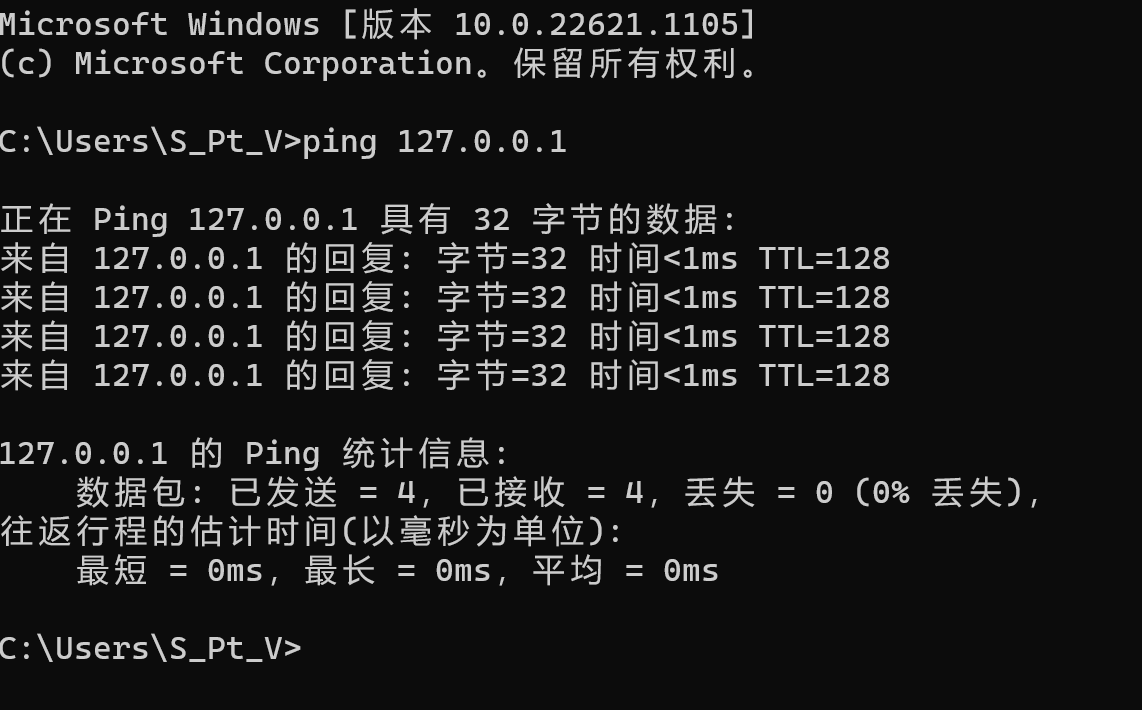 Microsoft Windows [版本 10.0.22621.1105]
(c) Microsoft Corporation。保留所有权利。
C:\Users\S_Pt_V>ping 127.0.0.1
正在 Ping 127.0.0.1 具有 32 字节的数据:
来自 127.0.0.1 的回复: 字节=32 时间<1ms TTL=128
来自 127.0.0.1 的回复: 字节=32 时间<1ms TTL=128
来自 127.0.0.1 的回复: 字节=32 时间<1ms TTL=128
来自 127.0.0.1 的回复: 字节=32 时间<1ms TTL=128
127.0.0.1 的 Ping 统计信息:
    数据包: 已发送 = 4, 已接收 = 4, 丢失 = 0 (0% 丢失),
往返行程的估计时间(以毫秒为单位):
    最短 = 0ms, 最长 = 0ms, 平均 = 0ms
C:\Users\S_Pt_V>